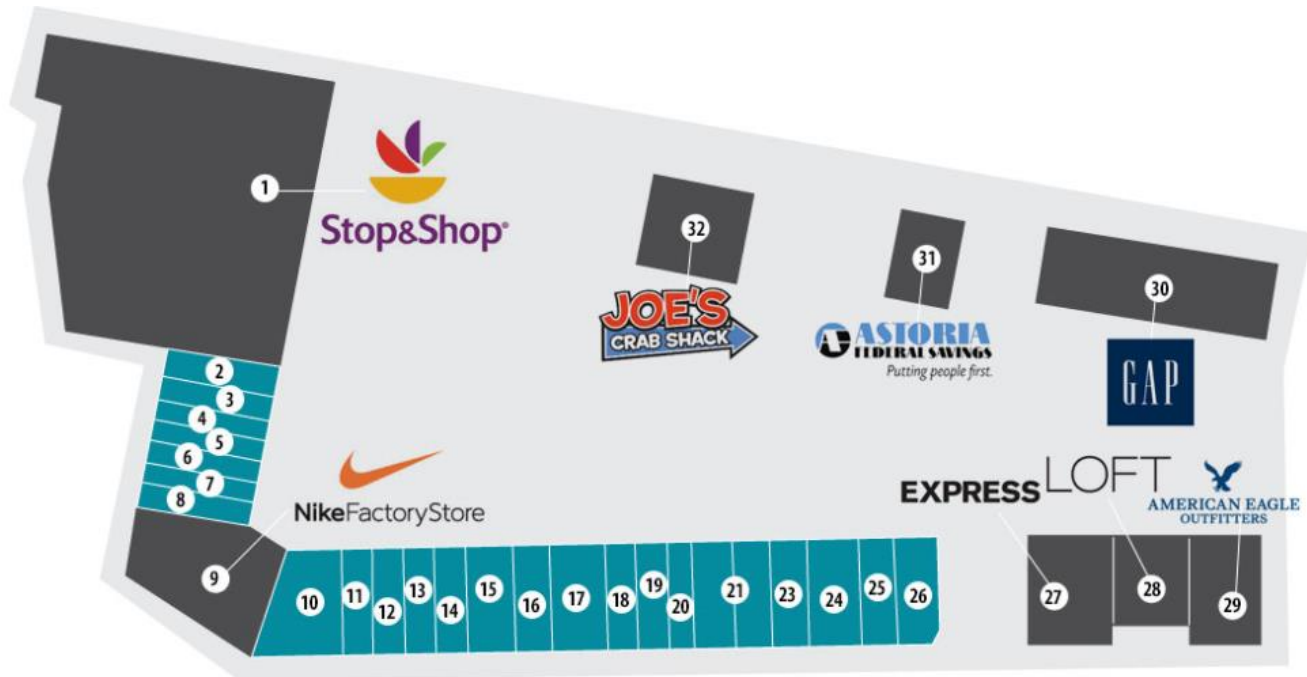 1
Stop&Shop®
32
JOE'S
CRAB SHACK
31
ASTORIA
FEDERAL SAVINGS
Putting people first.
30
GAP
2
3
4
5
6
7
8
NikeFactoryStore
9
EXPRESS
LOFT
AMERICAN EAGLE
OUTFITTERS
10
11
12
13
14
15
16
17
18
19
20
21
23
24
25
26
27
28
29